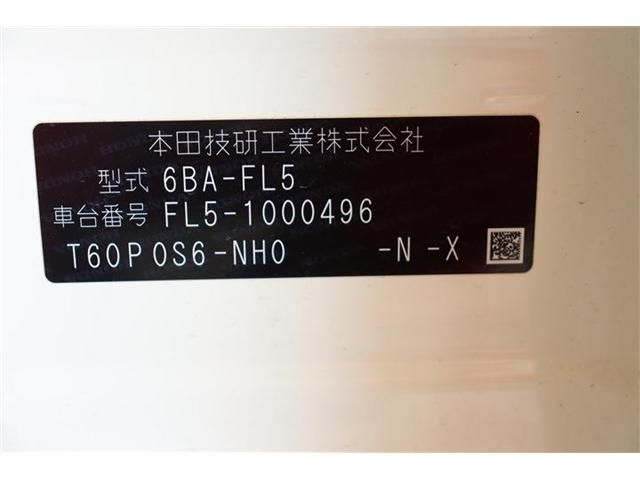 本田技研工業株式会社
型式 6BA-FL5
車台番号 FL5-1000496
T60P0S6-NH0 -N -X